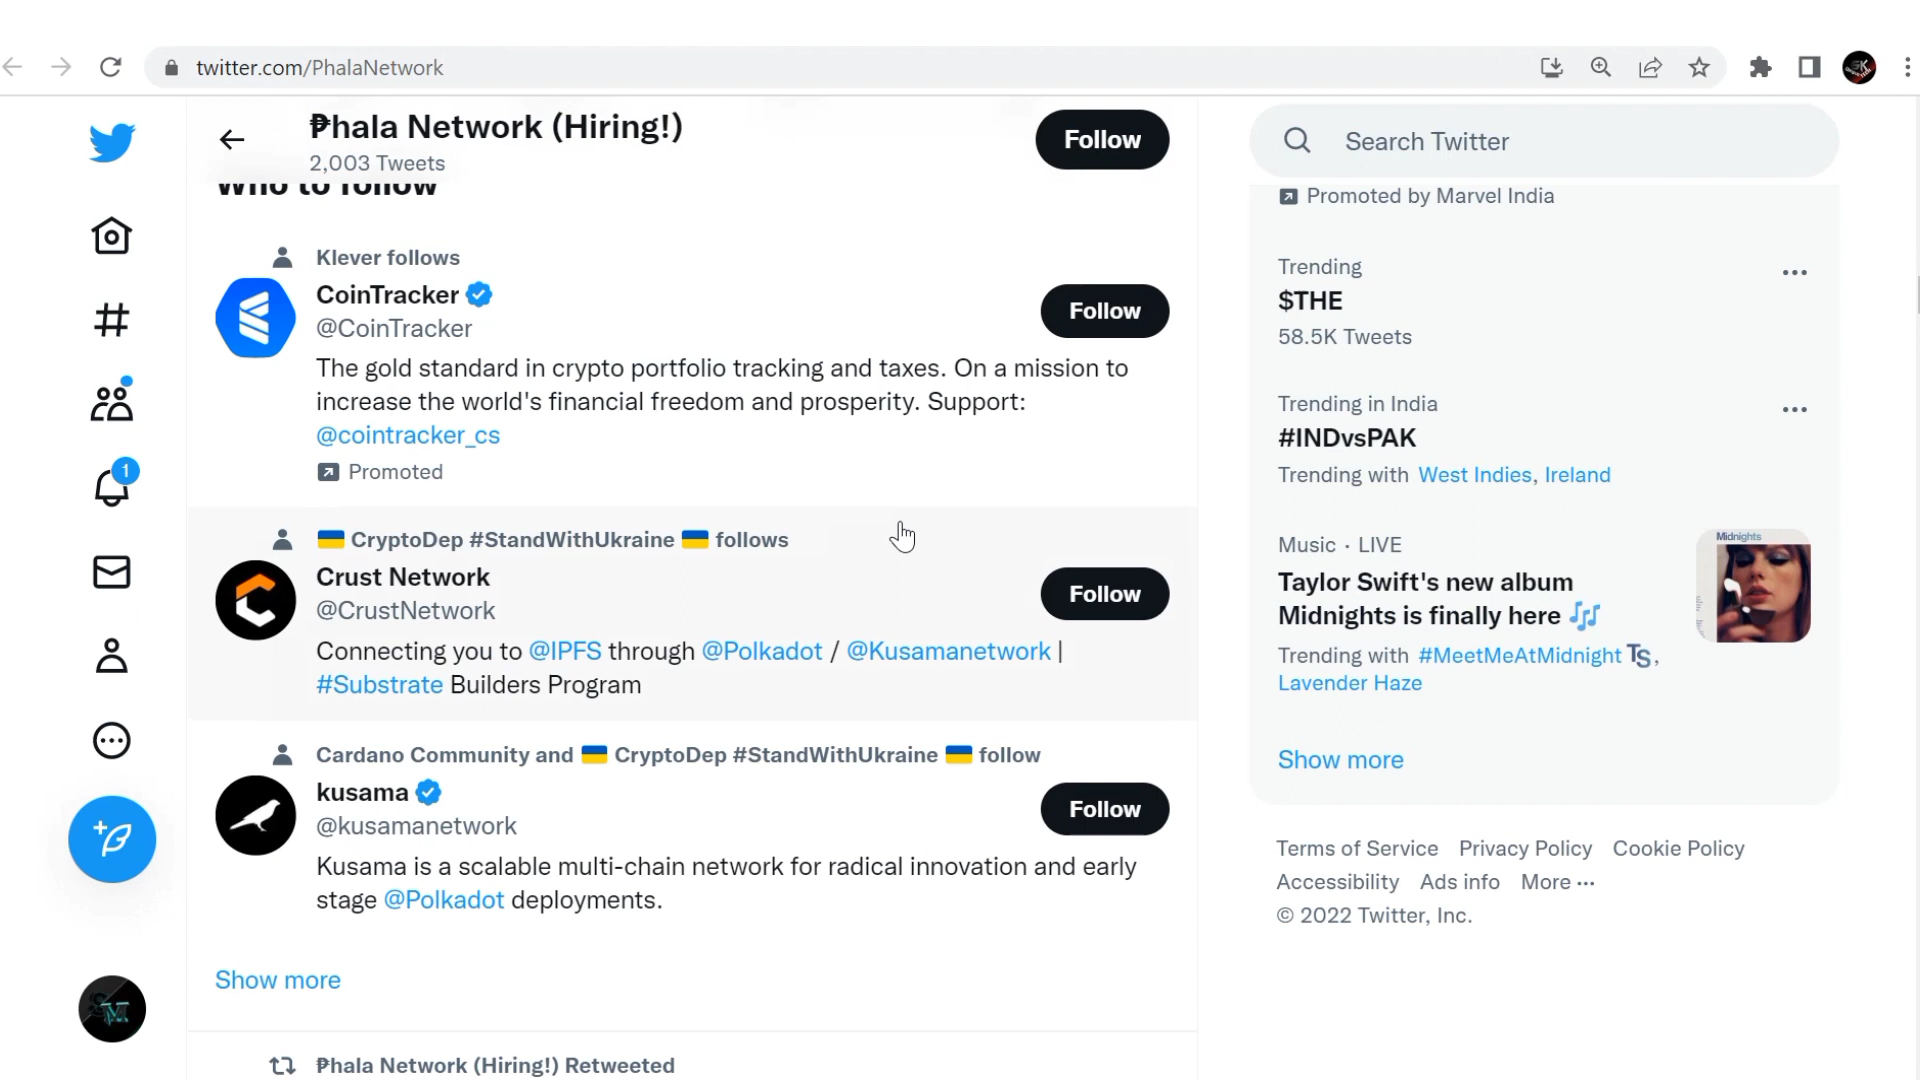 twitter.com/PhalaNetwork
₱hala Network (Hiring!)
2,003 Tweets
Follow
Search Twitter
Who to follow
Klever follows
CoinTracker
@CoinTracker
Follow
The gold standard in crypto portfolio tracking and taxes. On a mission to
increase the world's financial freedom and prosperity. Support:
@cointracker_cs
Promoted
🇺🇦 CryptoDep #StandWithUkraine 🇺🇦 follows
Crust Network
@CrustNetwork
Follow
Connecting you to @IPFS through @Polkadot / @Kusamanetwork |
#Substrate Builders Program
Cardano Community and 🇺🇦 CryptoDep #StandWithUkraine 🇺🇦 follow
kusama
@kusamanetwork
Follow
Kusama is a scalable multi-chain network for radical innovation and early
stage @Polkadot deployments.
Show more
₱hala Network (Hiring!) Retweeted
1
Promoted by Marvel India
Trending
$THE
58.5K Tweets
Trending in India
#INDvsPAK
Trending with West Indies, Ireland
Music · LIVE
Taylor Swift's new album
Midnights is finally here 🎶
Trending with #MeetMeAtMidnight TS,
Lavender Haze
Midnights
Show more
Terms of Service Privacy Policy Cookie Policy
Accessibility Ads info More ···
© 2022 Twitter, Inc.